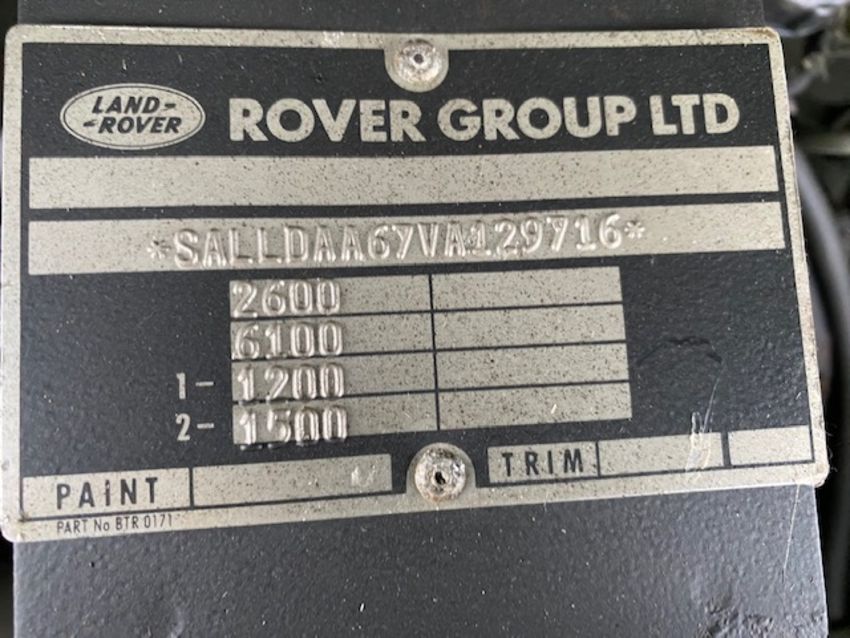 LAND-
-ROVER
ROVER GROUP LTD
*SALLDAA67VA129716*
2600
6100
1- 1200
2- 1500
PAINT
TRIM
PART No BTR 0171